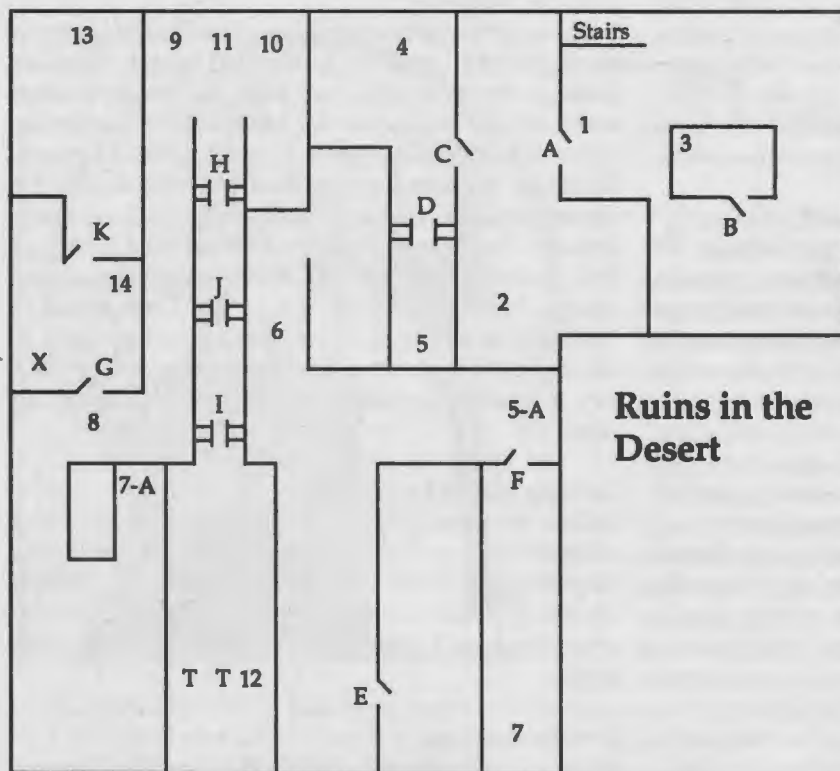 13 9 11 10 4 Stairs
1
A
3
C
H
D
B
K
14
J
2
6
5
X G
I
8
5-A
Ruins in the
Desert
7-A
F
T T 12
E
7